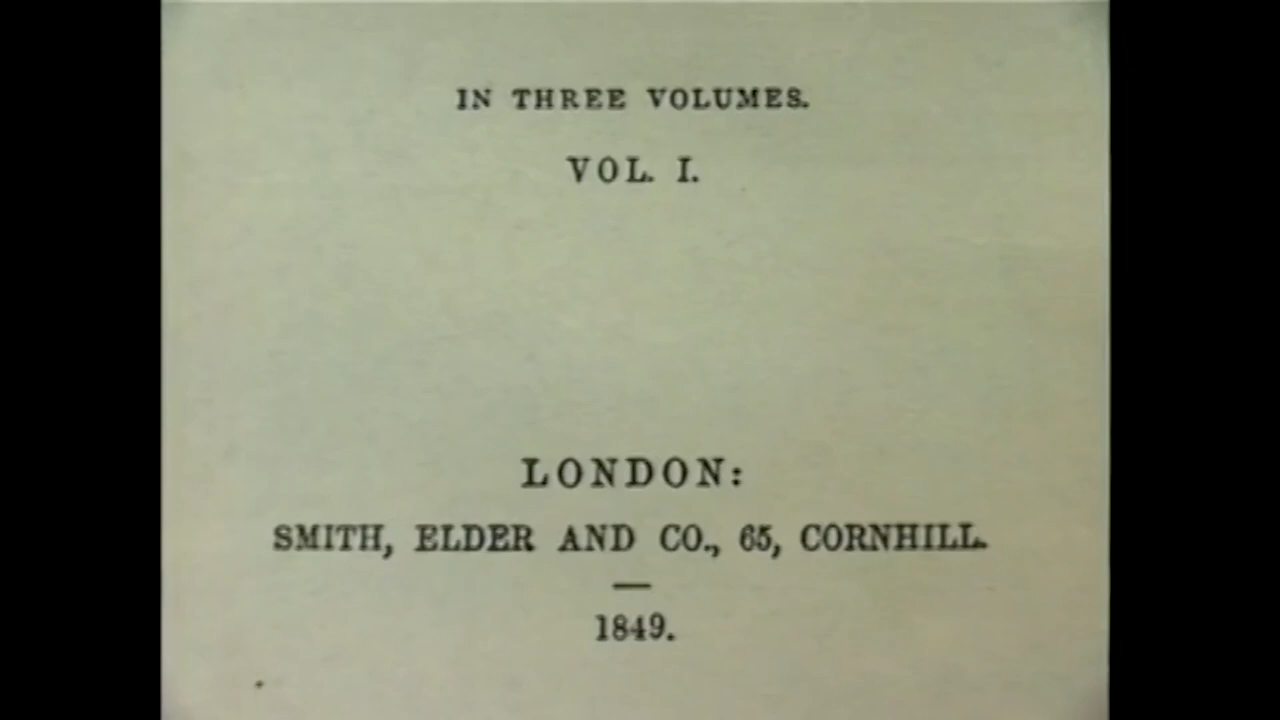 IN THREE VOLUMES.
VOL. I.
LONDON:
SMITH, ELDER AND CO., 65, CORNHILL.
—
1849.